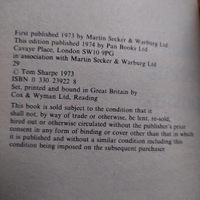 First published 1973 by Martin Secker & Warburg Ltd
This edition published 1974 by Pan Books Ltd
Cavaye Place, London SW10 9PG
in association with Martin Secker & Warburg Ltd
29
© Tom Sharpe 1973
ISBN 0 330 23922 8
Set, printed and bound in Great Britain by
Cox & Wyman Ltd, Reading
This book is sold subject to the condition that it
shall not, by way of trade or otherwise, be lent, re-sold,
hired out or otherwise circulated without the publisher's prior
consent in any form of binding or cover other than that in which
it is published and without a similar condition including this
condition being imposed on the subsequent purchaser